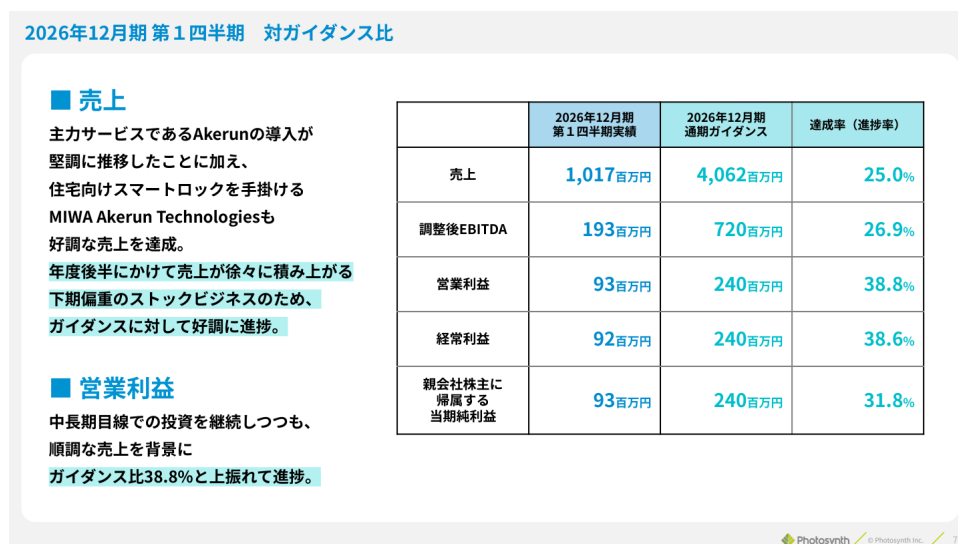 2026年12月期 第１四半期　対ガイダンス比
■ 売上
主力サービスであるAkerunの導入が
堅調に推移したことに加え、
住宅向けスマートロックを手掛ける
MIWA Akerun Technologiesも
好調な売上を達成。
年度後半にかけて売上が徐々に積み上がる
下期偏重のストックビジネスのため、
ガイダンスに対して好調に進捗。
■ 営業利益
中長期目線での投資を継続しつつも、
順調な売上を背景に
ガイダンス比38.8%と上振れて進捗。
2026年12月期
第１四半期実績
2026年12月期
通期ガイダンス
達成率（進捗率）
売上 1,017百万円 4,062百万円 25.0%
調整後EBITDA 193百万円 720百万円 26.9%
営業利益 93百万円 240百万円 38.8%
経常利益 92百万円 240百万円 38.6%
親会社株主に
帰属する
当期純利益
93百万円 240百万円 31.8%
Photosynth © Photosynth Inc. 7